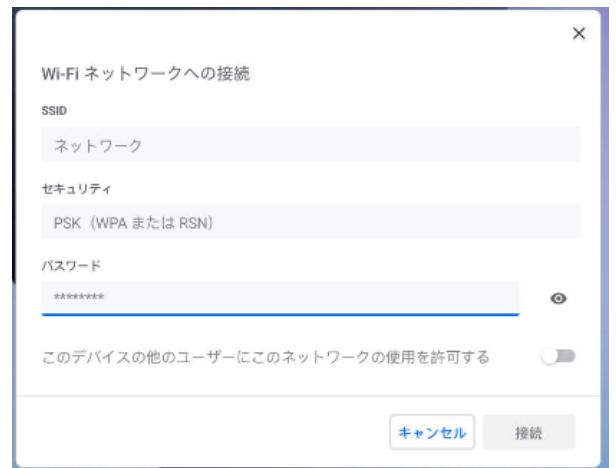 Wi-Fi ネットワークへの接続
SSID
ネットワーク
セキュリティ
PSK（WPA または RSN）
パスワード
********
このデバイスの他のユーザーにこのネットワークの使用を許可する
キャンセル
接続